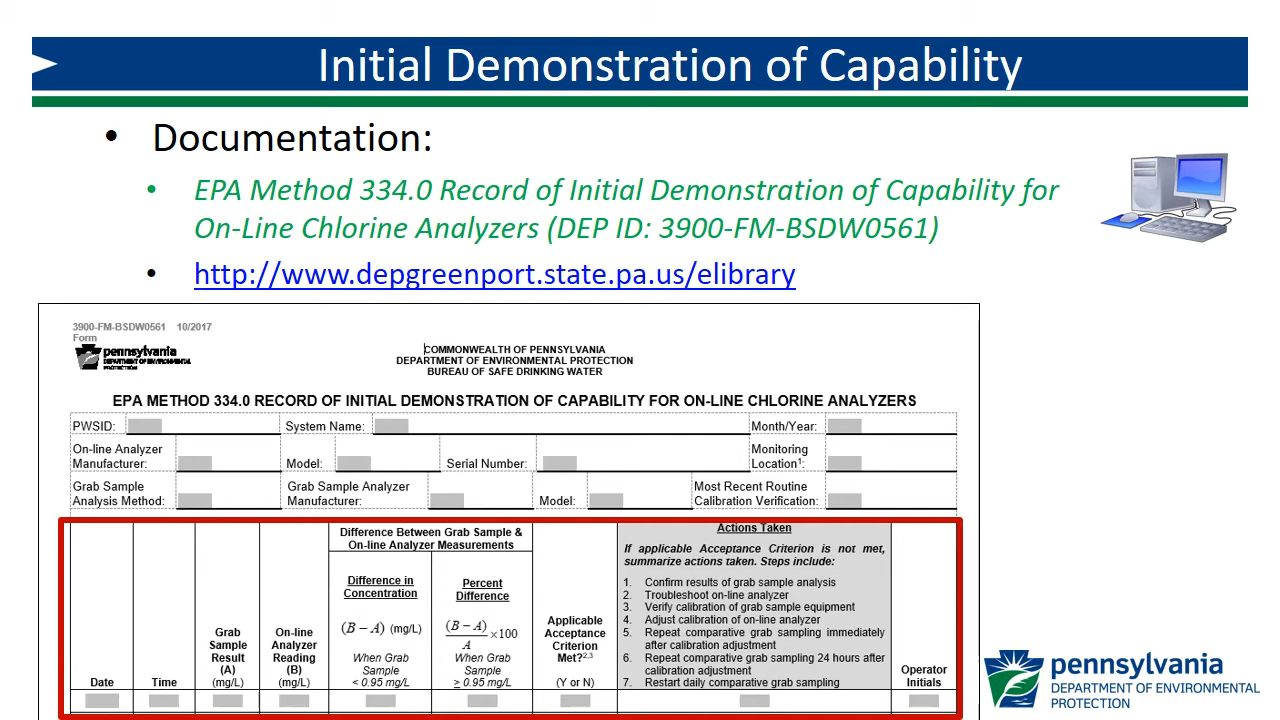 Initial Demonstration of Capability
• Documentation:
• EPA Method 334.0 Record of Initial Demonstration of Capability for
On-Line Chlorine Analyzers (DEP ID: 3900-FM-BSDW0561)
• http://www.depgreenport.state.pa.us/elibrary
3900-FM-BSDW0561 10/2017
Form
pennsylvania
DEPARTMENT OF ENVIRONMENTAL
PROTECTION
COMMONWEALTH OF PENNSYLVANIA
DEPARTMENT OF ENVIRONMENTAL PROTECTION
BUREAU OF SAFE DRINKING WATER
EPA METHOD 334.0 RECORD OF INITIAL DEMONSTRATION OF CAPABILITY FOR ON-LINE CHLORINE ANALYZERS
PWSID: System Name: Month/Year:
On-line Analyzer
Manufacturer: Model: Serial Number: Monitoring
Location¹:
Grab Sample
Analysis Method: Grab Sample Analyzer
Manufacturer: Model: Most Recent Routine
Calibration Verification:
Date
Time
Grab
Sample
Result
(A)
(mg/L)
On-line
Analyzer
Reading
(B)
(mg/L)
Difference Between Grab Sample &
On-line Analyzer Measurements
Difference in
Concentration
(B – A) (mg/L)
When Grab
Sample
< 0.95 mg/L
Percent
Difference
(B – A)
A ×100
When Grab
Sample
≥ 0.95 mg/L
Applicable
Acceptance
Criterion
Met?²,³
(Y or N)
Actions Taken
If applicable Acceptance Criterion is not met,
summarize actions taken. Steps include:
1. Confirm results of grab sample analysis
2. Troubleshoot on-line analyzer
3. Verify calibration of grab sample equipment
4. Adjust calibration of on-line analyzer
5. Repeat comparative grab sampling immediately
after calibration adjustment
6. Repeat comparative grab sampling 24 hours after
calibration adjustment
7. Restart daily comparative grab sampling
Operator
Initials
pennsylvania
DEPARTMENT OF ENVIRONMENTAL
PROTECTION